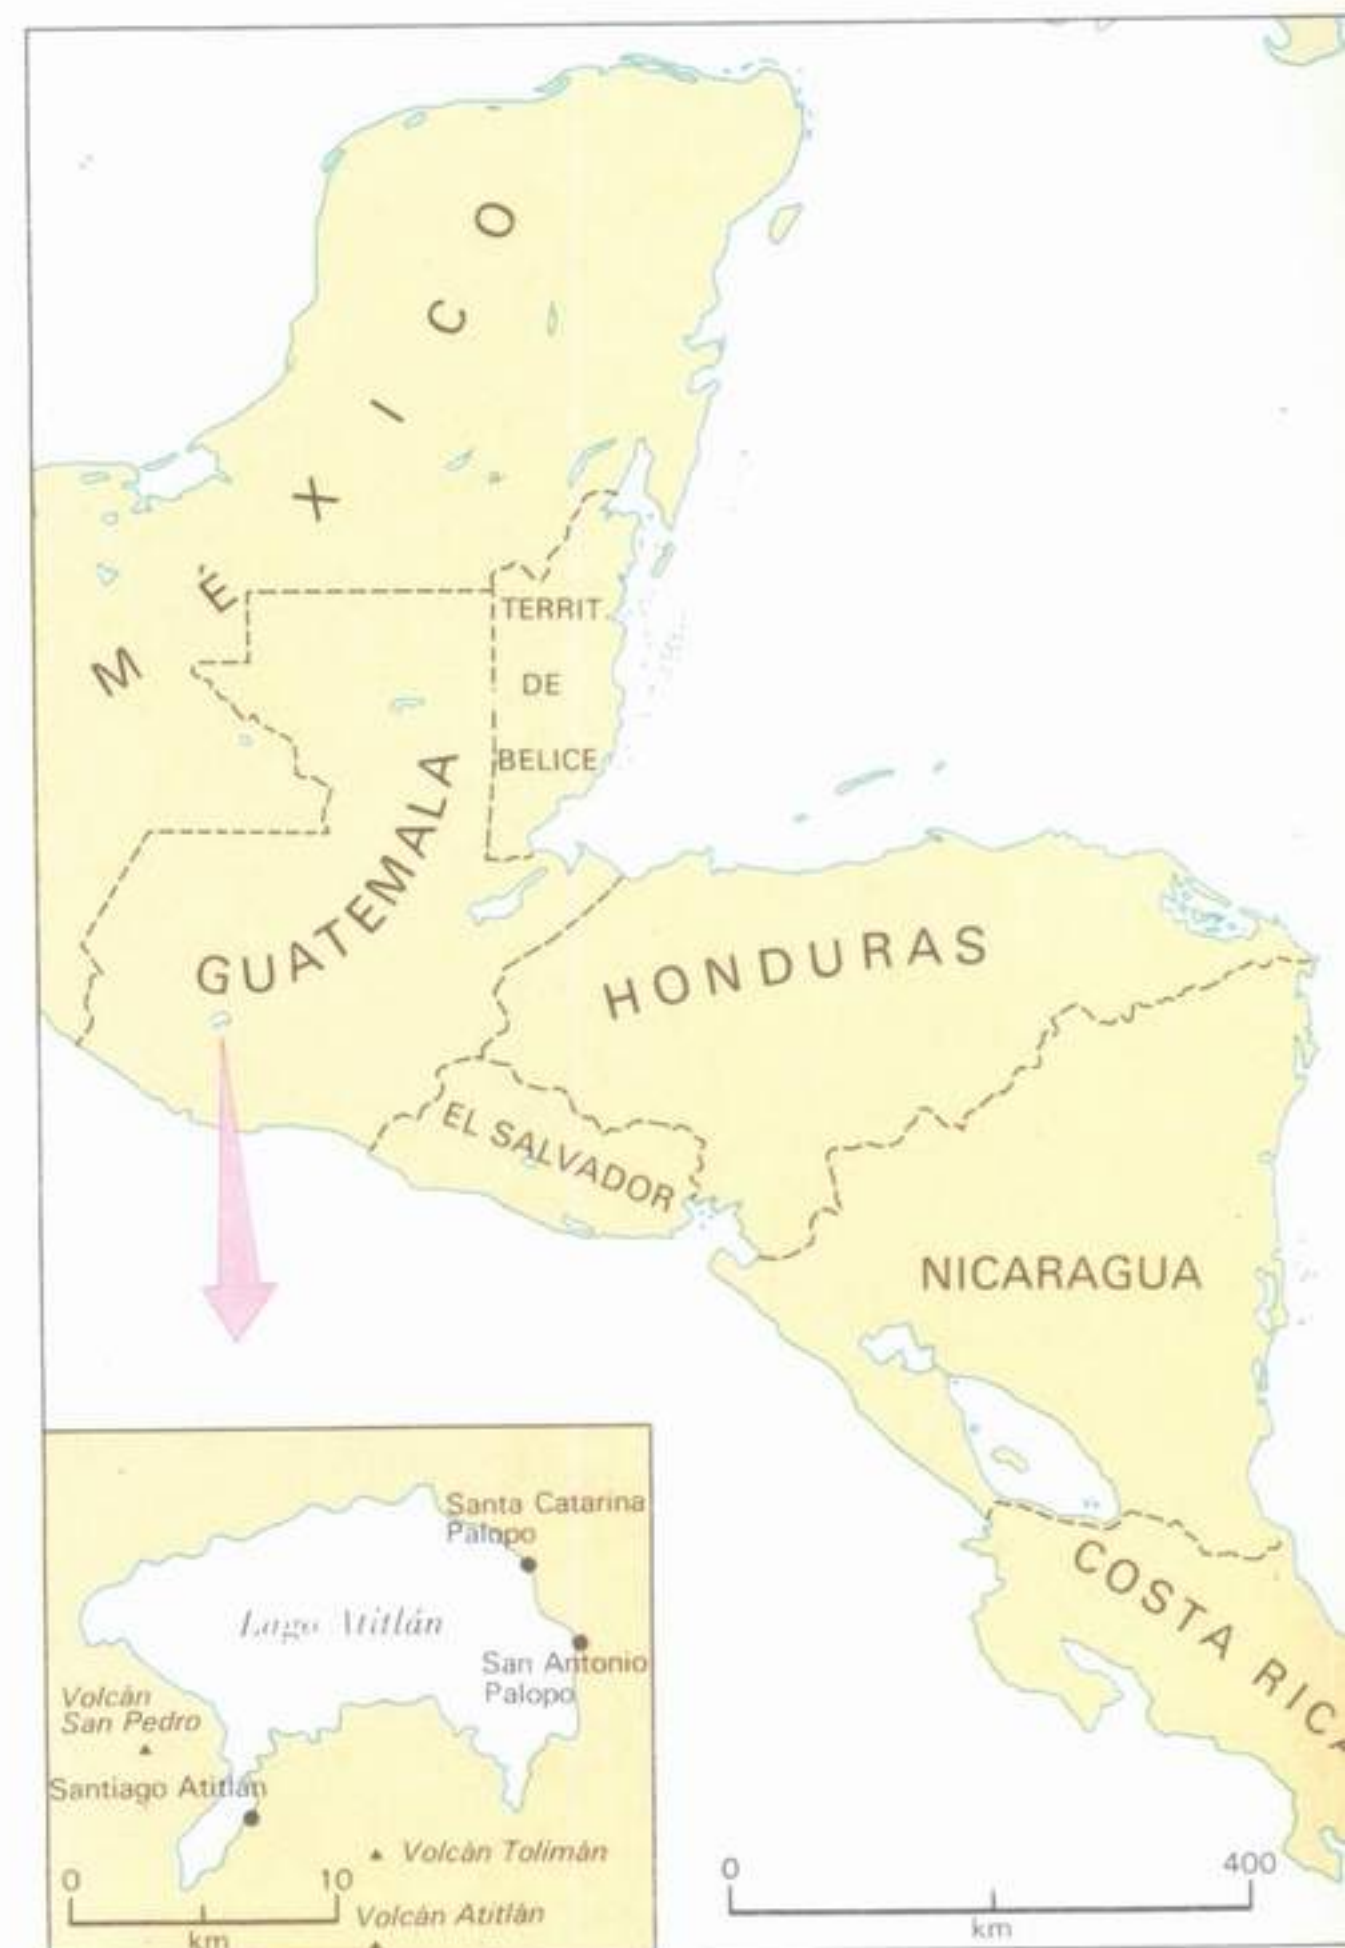 MÉXICO
TERRIT.
DE
BELICE
GUATEMALA
HONDURAS
EL SALVADOR
NICARAGUA
COSTA RICA
Santa Catarina
Palopo
Lago Atitlán
San Antonio
Palopo
Volcán
San Pedro
Santiago Atitlán
Volcán Tolimán
0 10
km
Volcán Atitlán
0 400
km